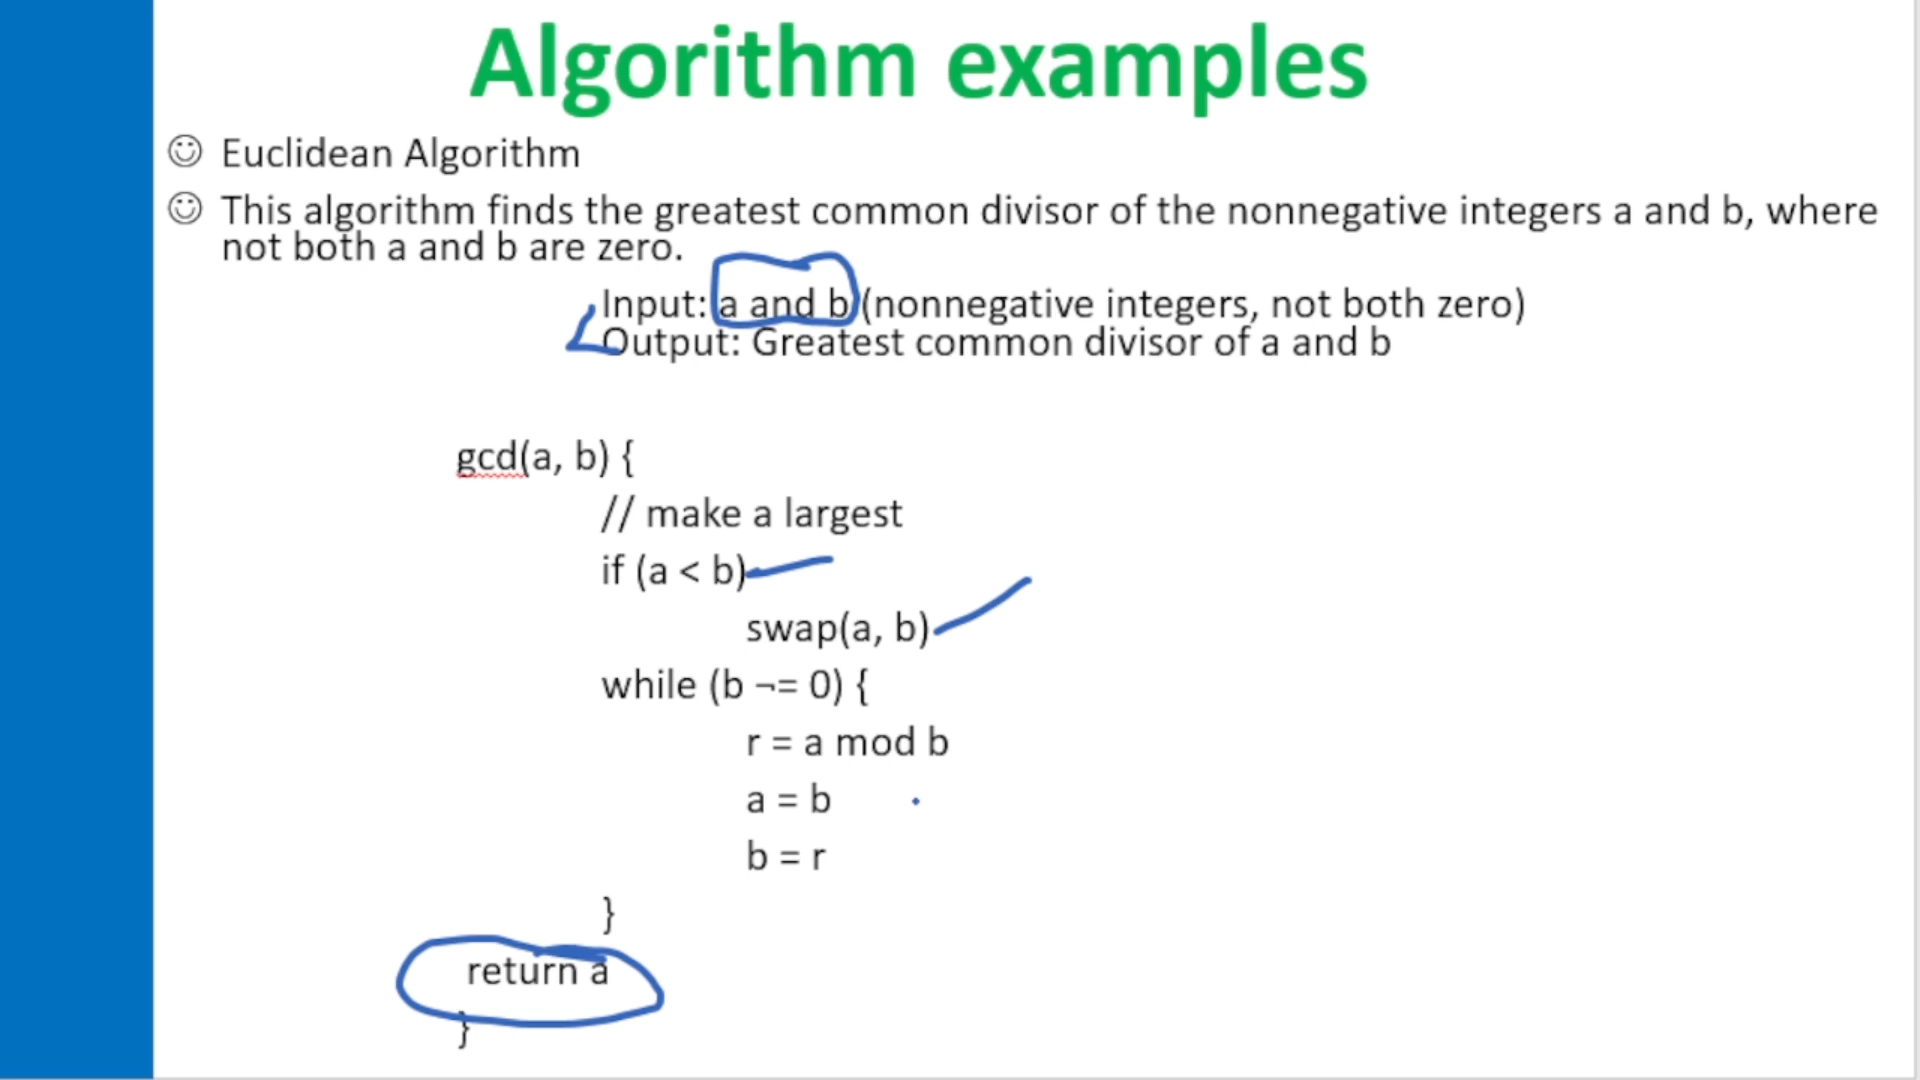 Algorithm examples
Euclidean Algorithm
This algorithm finds the greatest common divisor of the nonnegative integers a and b, where
not both a and b are zero.
Input: a and b (nonnegative integers, not both zero)
Output: Greatest common divisor of a and b
gcd(a, b) {
// make a largest
if (a < b)
swap(a, b)
while (b ¬= 0) {
r = a mod b
a = b
b = r
}
return a
}